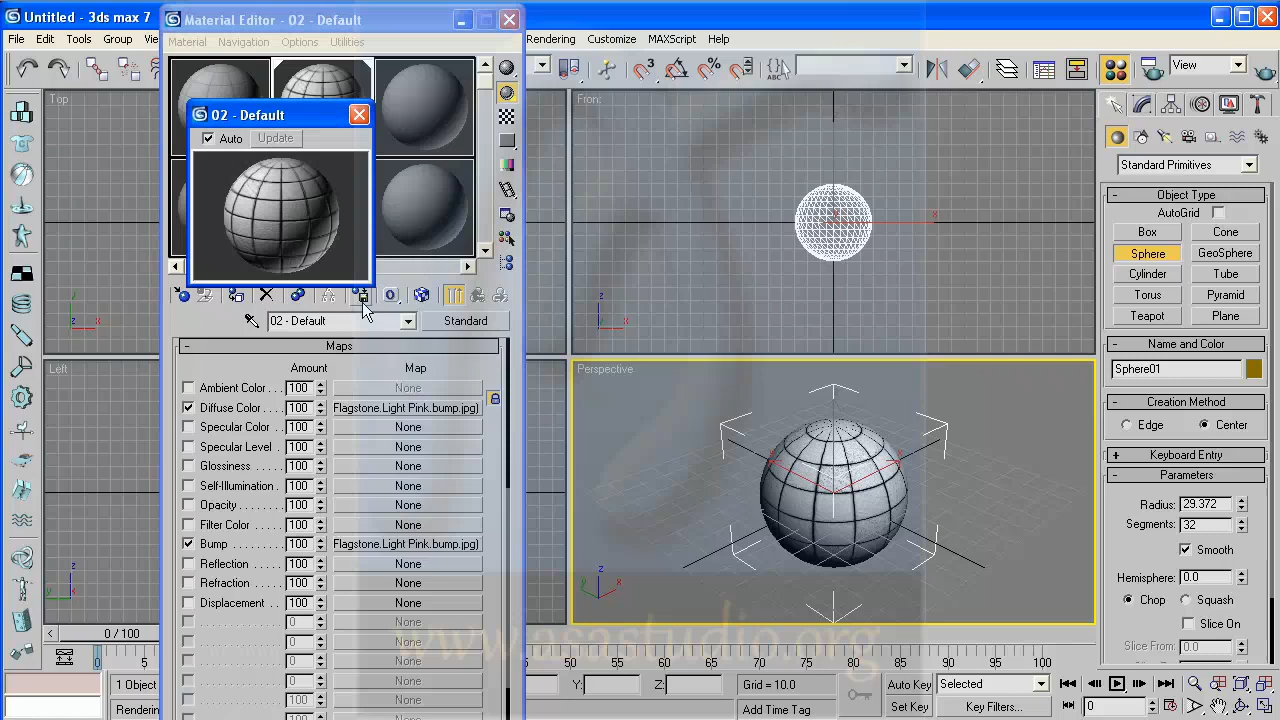 Untitled - 3ds max 7
File Edit Tools Group Vie
Rendering Customize MAXScript Help
View
Material Editor - 02 - Default
Material Navigation Options Utilities
02 - Default
Auto Update
02 - Default Standard
Maps
Amount Map
Ambient Color 100 None
Diffuse Color 100 Flagstone.Light Pink.bump.jpg)
Specular Color 100 None
Specular Level 100 None
Glossiness 100 None
Self-Illumination 100 None
Opacity 100 None
Filter Color 100 None
Bump 100 Flagstone.Light Pink.bump.jpg)
Reflection 100 None
Refraction 100 None
Displacement 100 None
0
0
0
0
100
Top
Front
Left
Perspective
Standard Primitives
Object Type
AutoGrid
Box Cone
Sphere GeoSphere
Cylinder Tube
Torus Pyramid
Teapot Plane
Name and Color
Sphere01
Creation Method
Edge Center
Keyboard Entry
Parameters
Radius: 29.372
Segments: 32
Smooth
Hemisphere: 0.0
Chop Squash
Slice On
Slice From: 0.0
www.asastudio.org
0 / 100
0 5 50 55 60 65 70 75 80 85 90 95 100
1 Object Y: Z: Grid = 10.0 Auto Key Selected
Rendering Add Time Tag Set Key Key Filters... 0